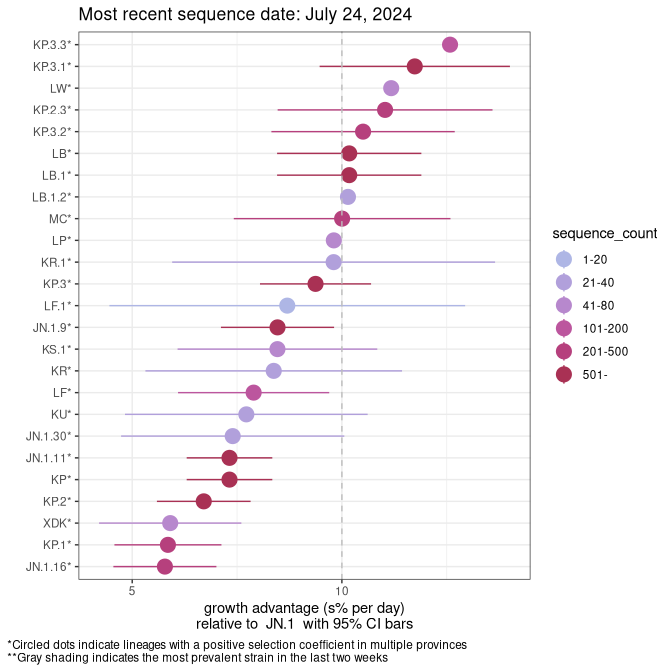 Most recent sequence date: July 24, 2024
KP.3.3*
KP.3.1*
LW*
KP.2.3*
KP.3.2*
LB*
LB.1*
LB.1.2*
MC*
LP*
KR.1*
KP.3*
LF.1*
JN.1.9*
KS.1*
KR*
LF*
KU*
JN.1.30*
JN.1.11*
KP*
KP.2*
XDK*
KP.1*
JN.1.16*
5
10
growth advantage (s% per day)
relative to JN.1 with 95% CI bars
sequence_count
1-20
21-40
41-80
101-200
201-500
501-
*Circled dots indicate lineages with a positive selection coefficient in multiple provinces
**Gray shading indicates the most prevalent strain in the last two weeks